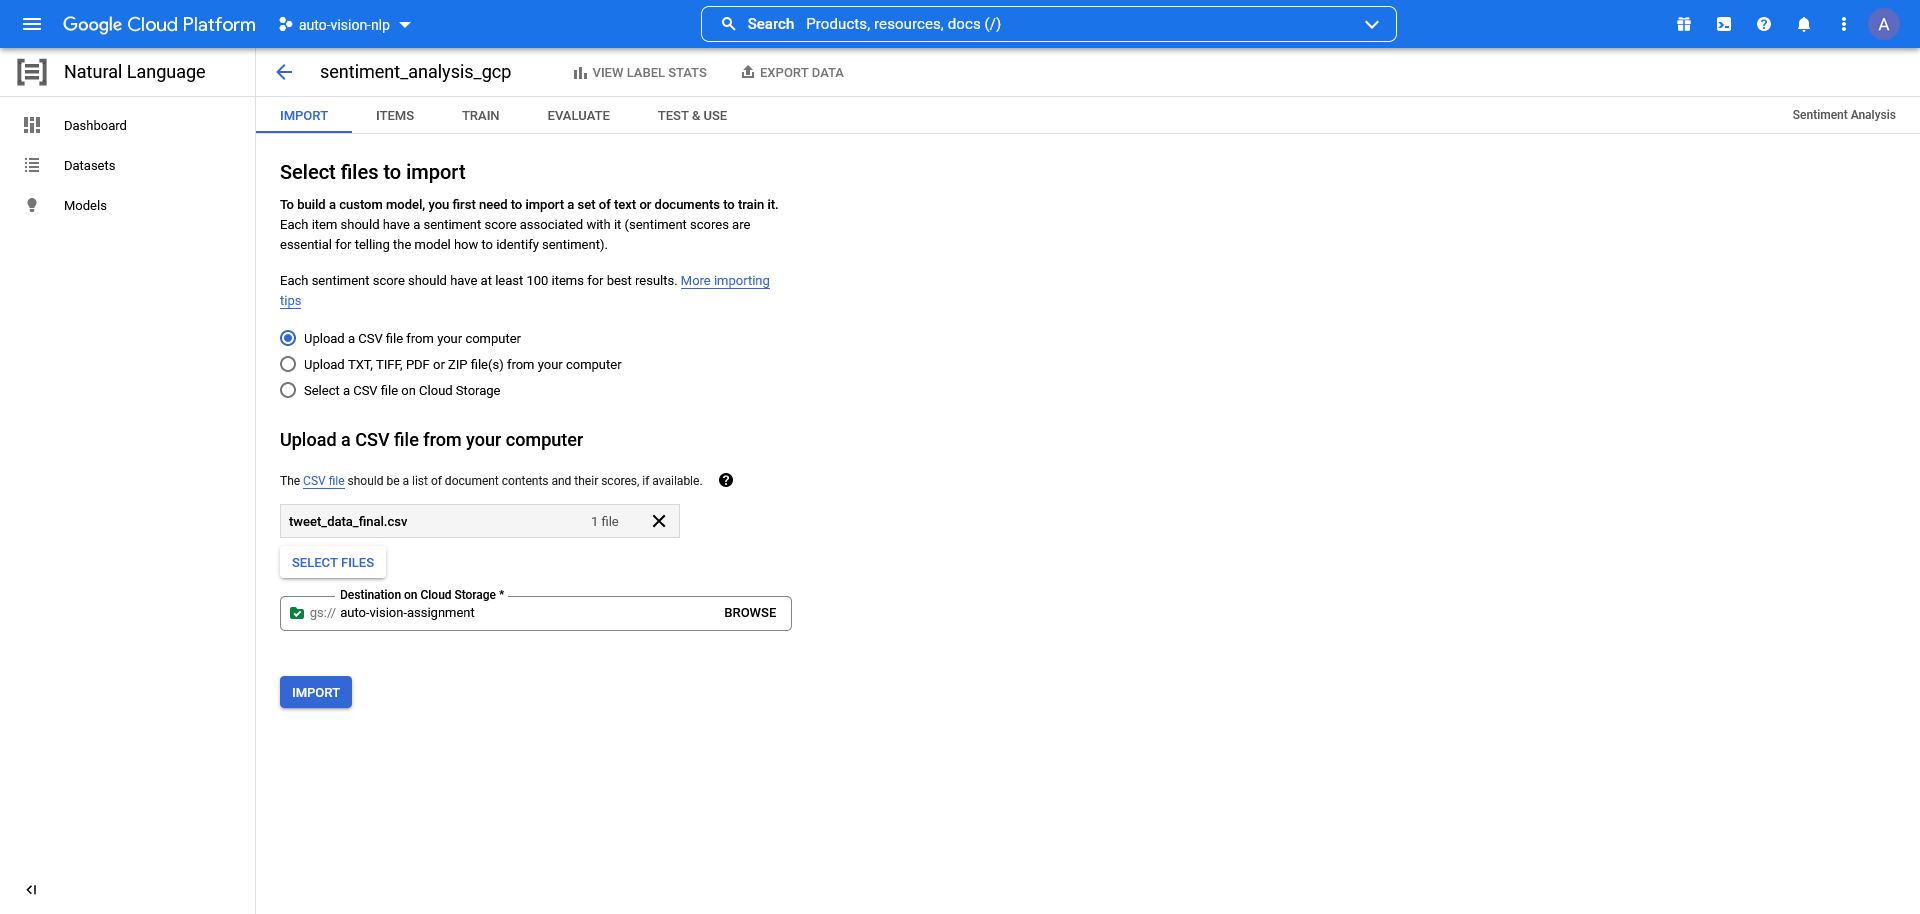 Google Cloud Platform
auto-vision-nlp
Search Products, resources, docs (/)
A
Natural Language
sentiment_analysis_gcp
VIEW LABEL STATS
EXPORT DATA
Dashboard
Datasets
Models
IMPORT
ITEMS
TRAIN
EVALUATE
TEST & USE
Sentiment Analysis
Select files to import
To build a custom model, you first need to import a set of text or documents to train it.
Each item should have a sentiment score associated with it (sentiment scores are
essential for telling the model how to identify sentiment).
Each sentiment score should have at least 100 items for best results. More importing
tips
Upload a CSV file from your computer
Upload TXT, TIFF, PDF or ZIP file(s) from your computer
Select a CSV file on Cloud Storage
Upload a CSV file from your computer
The CSV file should be a list of document contents and their scores, if available.
tweet_data_final.csv 1 file
SELECT FILES
Destination on Cloud Storage *
gs:// auto-vision-assignment BROWSE
IMPORT